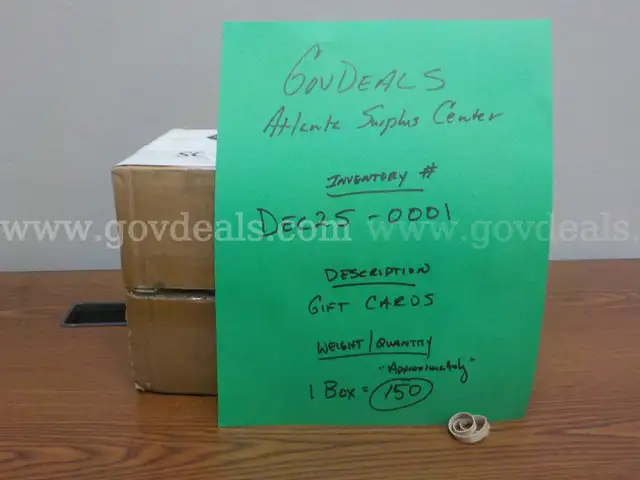 GOVDEALS
Atlanta Surplus Center
INVENTORY #
DEC25-0001
DESCRIPTION
GIFT CARDS
WEIGHT/QUANTITY
"APPROXIMATELY"
1 BOX = 150
www.govdeals.com
www.govdeals
SC